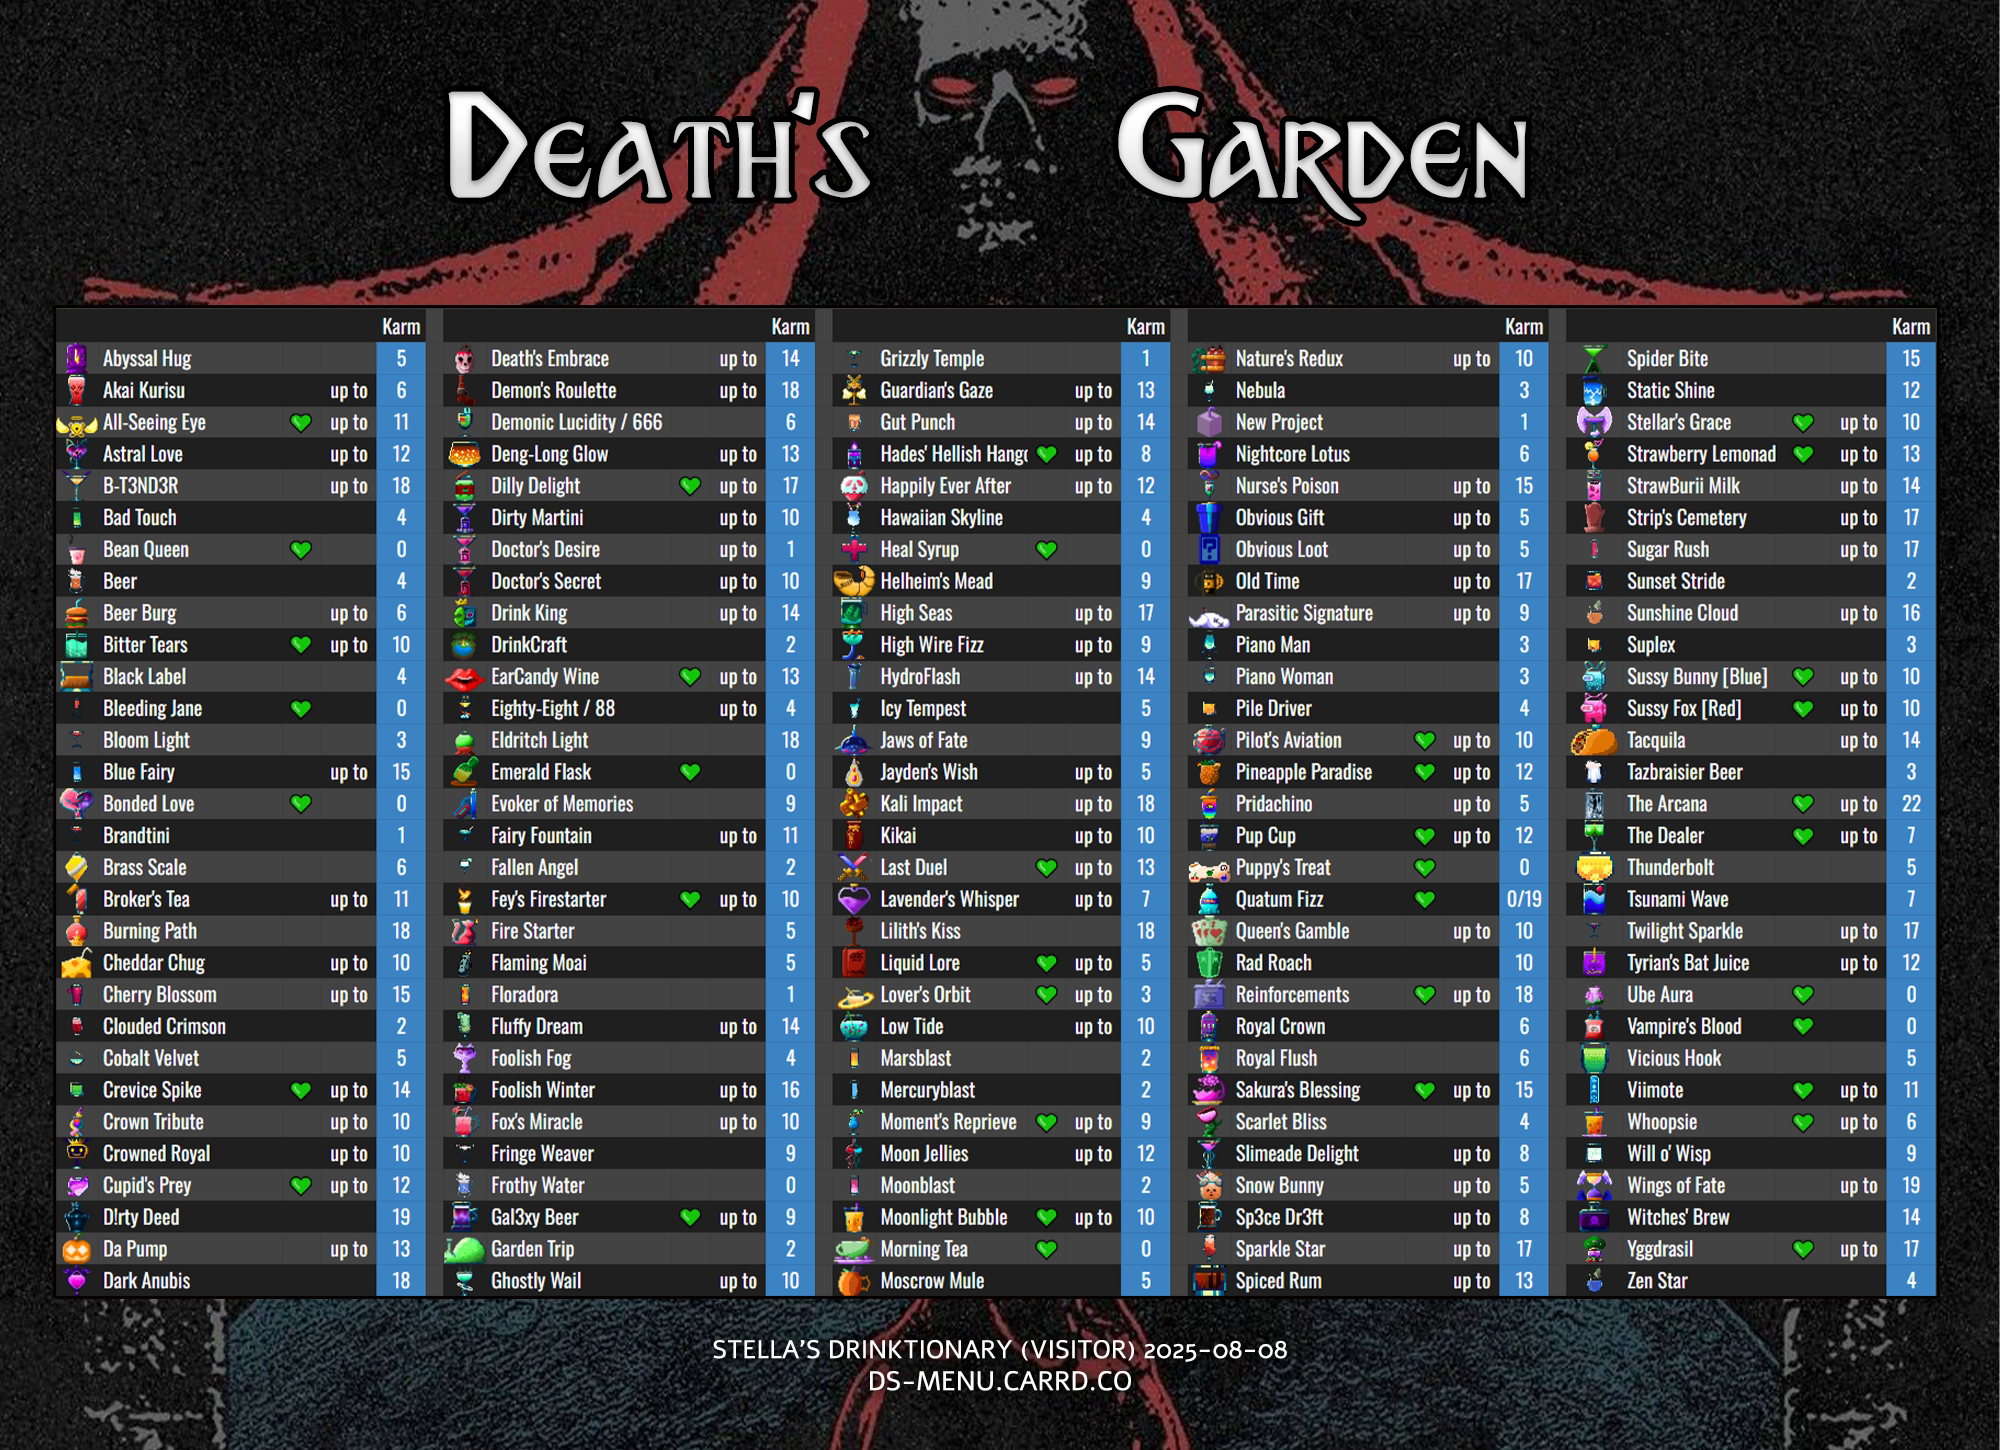 Death's Garden
Karm
Abyssal Hug 5
Akai Kurisu up to 6
All-Seeing Eye up to 11
Astral Love up to 12
B-T3ND3R up to 18
Bad Touch 4
Bean Queen 0
Beer 4
Beer Burg up to 6
Bitter Tears up to 10
Black Label 4
Bleeding Jane 0
Bloom Light 3
Blue Fairy up to 15
Bonded Love 0
Brandtini 1
Brass Scale 6
Broker's Tea up to 11
Burning Path 18
Cheddar Chug up to 10
Cherry Blossom up to 15
Clouded Crimson 2
Cobalt Velvet 5
Crevice Spike up to 14
Crown Tribute up to 10
Crowned Royal up to 10
Cupid's Prey up to 12
D!rty Deed 19
Da Pump up to 13
Dark Anubis 18
Karm
Death's Embrace up to 14
Demon's Roulette up to 18
Demonic Lucidity / 666 6
Deng-Long Glow up to 13
Dilly Delight up to 17
Dirty Martini up to 10
Doctor's Desire up to 1
Doctor's Secret up to 10
Drink King up to 14
DrinkCraft 2
EarCandy Wine up to 13
Eighty-Eight / 88 up to 4
Eldritch Light 18
Emerald Flask 0
Evoker of Memories 9
Fairy Fountain up to 11
Fallen Angel 2
Fey's Firestarter up to 10
Fire Starter 5
Flaming Moai 5
Floradora 1
Fluffy Dream up to 14
Foolish Fog 4
Foolish Winter up to 16
Fox's Miracle up to 10
Fringe Weaver 9
Frothy Water 0
Gal3xy Beer up to 9
Garden Trip 2
Ghostly Wail up to 10
Karm
Grizzly Temple 1
Guardian's Gaze up to 13
Gut Punch up to 14
Hades' Hellish Hang up to 8
Happily Ever After up to 12
Hawaiian Skyline 4
Heal Syrup 0
Helheim's Mead 9
High Seas up to 17
High Wire Fizz up to 9
HydroFlash up to 14
Icy Tempest 5
Jaws of Fate 9
Jayden's Wish up to 5
Kali Impact up to 18
Kikai up to 10
Last Duel up to 13
Lavender's Whisper up to 7
Lilith's Kiss 18
Liquid Lore up to 5
Lover's Orbit up to 3
Low Tide up to 10
Marsblast 2
Mercuryblast 2
Moment's Reprieve up to 9
Moon Jellies up to 12
Moonblast 2
Moonlight Bubble up to 10
Morning Tea 0
Moscrow Mule 5
Karm
Nature's Redux up to 10
Nebula 3
New Project 1
Nightcore Lotus 6
Nurse's Poison up to 15
Obvious Gift up to 5
Obvious Loot up to 5
Old Time up to 17
Parasitic Signature up to 9
Piano Man 3
Piano Woman 3
Pile Driver 4
Pilot's Aviation up to 10
Pineapple Paradise up to 12
Pridachino up to 5
Pup Cup up to 12
Puppy's Treat 0
Quatum Fizz 0/19
Queen's Gamble up to 10
Rad Roach 10
Reinforcements up to 18
Royal Crown 6
Royal Flush 6
Sakura's Blessing up to 15
Scarlet Bliss 4
Slimeade Delight up to 8
Snow Bunny up to 5
Sp3ce Dr3ft up to 8
Sparkle Star up to 17
Spiced Rum up to 13
Karm
Spider Bite 15
Static Shine 12
Stellar's Grace up to 10
Strawberry Lemonad up to 13
StrawBurii Milk up to 14
Strip's Cemetery up to 17
Sugar Rush up to 17
Sunset Stride 2
Sunshine Cloud up to 16
Suplex 3
Sussy Bunny [Blue] up to 10
Sussy Fox [Red] up to 10
Tacquila up to 14
Tazbraisier Beer 3
The Arcana up to 22
The Dealer up to 7
Thunderbolt 5
Tsunami Wave 7
Twilight Sparkle up to 17
Tyrian's Bat Juice up to 12
Ube Aura 0
Vampire's Blood 0
Vicious Hook 5
Viimote up to 11
Whoopsie up to 6
Will o' Wisp 9
Wings of Fate up to 19
Witches' Brew 14
Yggdrasil up to 17
Zen Star 4
STELLA'S DRINKTIONARY (VISITOR) 2025-08-08
DS-MENU.CARRD.CO